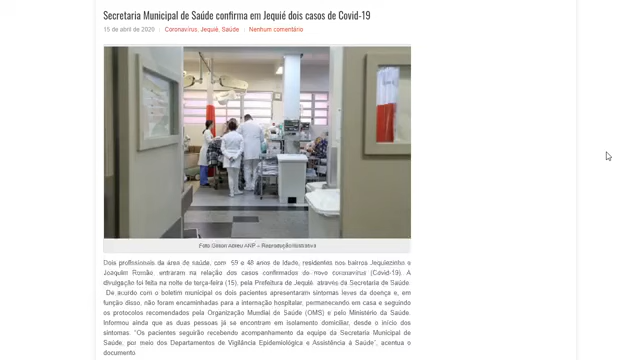 Secretaria Municipal de Saúde confirma em Jequié dois casos de Covid-19
15 de abril de 2020 | Coronavírus, Jequié, Saúde | Nenhum comentário
Foto Gilson Abreu ANP – Reprodução/ilustrativa
Dois profissionais da área de saúde, com 59 e 48 anos de Idade, residentes nos bairros Jequiezinho e
Joaquim Romão, entraram na relação dos casos confirmados do novo coronavírus (Covid-19). A
divulgação foi feita na noite de terça-feira (15), pela Prefeitura de Jequié através da Secretaria de Saúde.
De acordo com o boletim municipal os dois pacientes apresentaram sintomas leves da doença e, em
função disso, não foram encaminhadas para a internação hospitalar, permanecendo em casa e seguindo
os protocolos recomendados pela Organização Mundial de Saúde (OMS) e pelo Ministério da Saúde.
Informou ainda que as duas pessoas já se encontram em isolamento domiciliar, desde o início dos
sintomas. “Os pacientes seguirão recebendo acompanhamento da equipe da Secretaria Municipal de
Saúde, por meio dos Departamentos de Vigilância Epidemiológica e Assistência à Saúde”, acentua o
documento